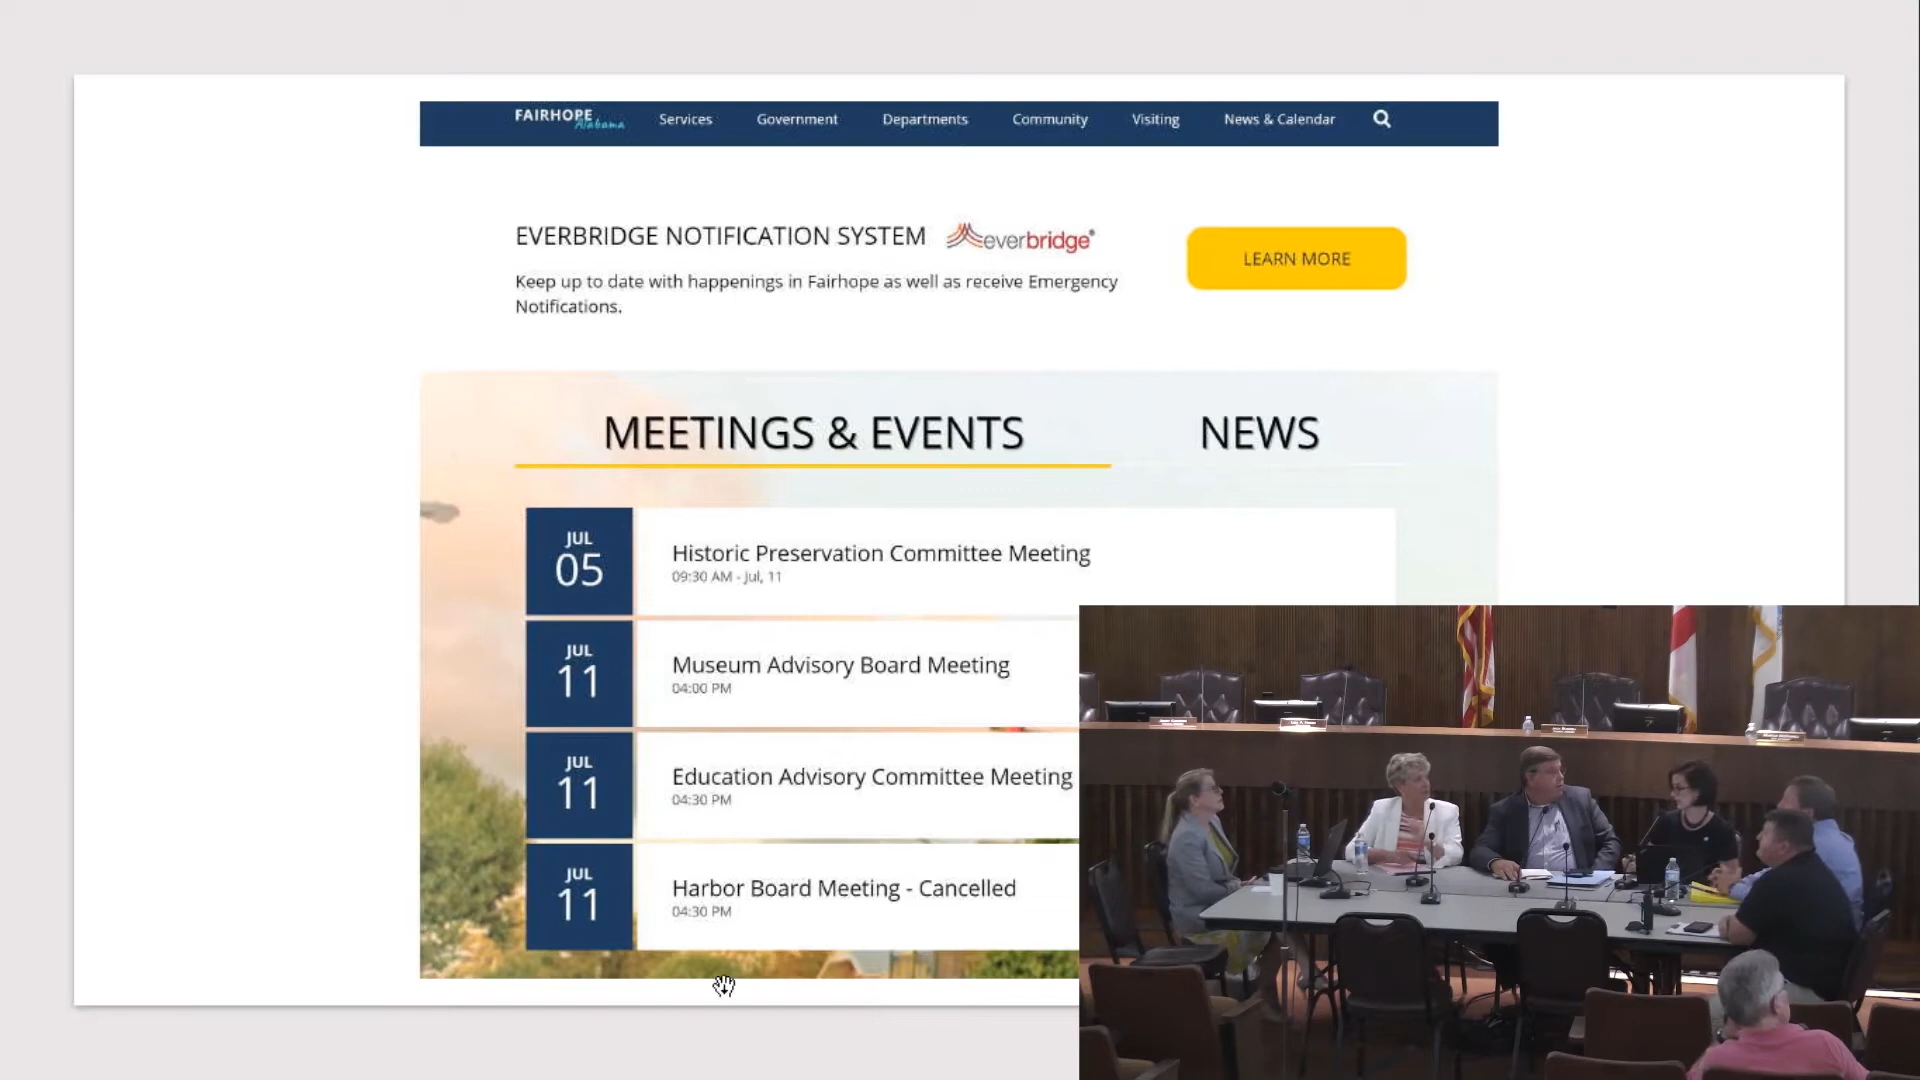 FAIRHOPE
Alabama
Services
Government
Departments
Community
Visiting
News & Calendar
EVERBRIDGE NOTIFICATION SYSTEM
everbridge®
Keep up to date with happenings in Fairhope as well as receive Emergency
Notifications.
LEARN MORE
MEETINGS & EVENTS
NEWS
JUL
05
Historic Preservation Committee Meeting
09:30 AM - Jul, 11
JUL
11
Museum Advisory Board Meeting
04:00 PM
JUL
11
Education Advisory Committee Meeting
04:30 PM
JUL
11
Harbor Board Meeting - Cancelled
04:30 PM